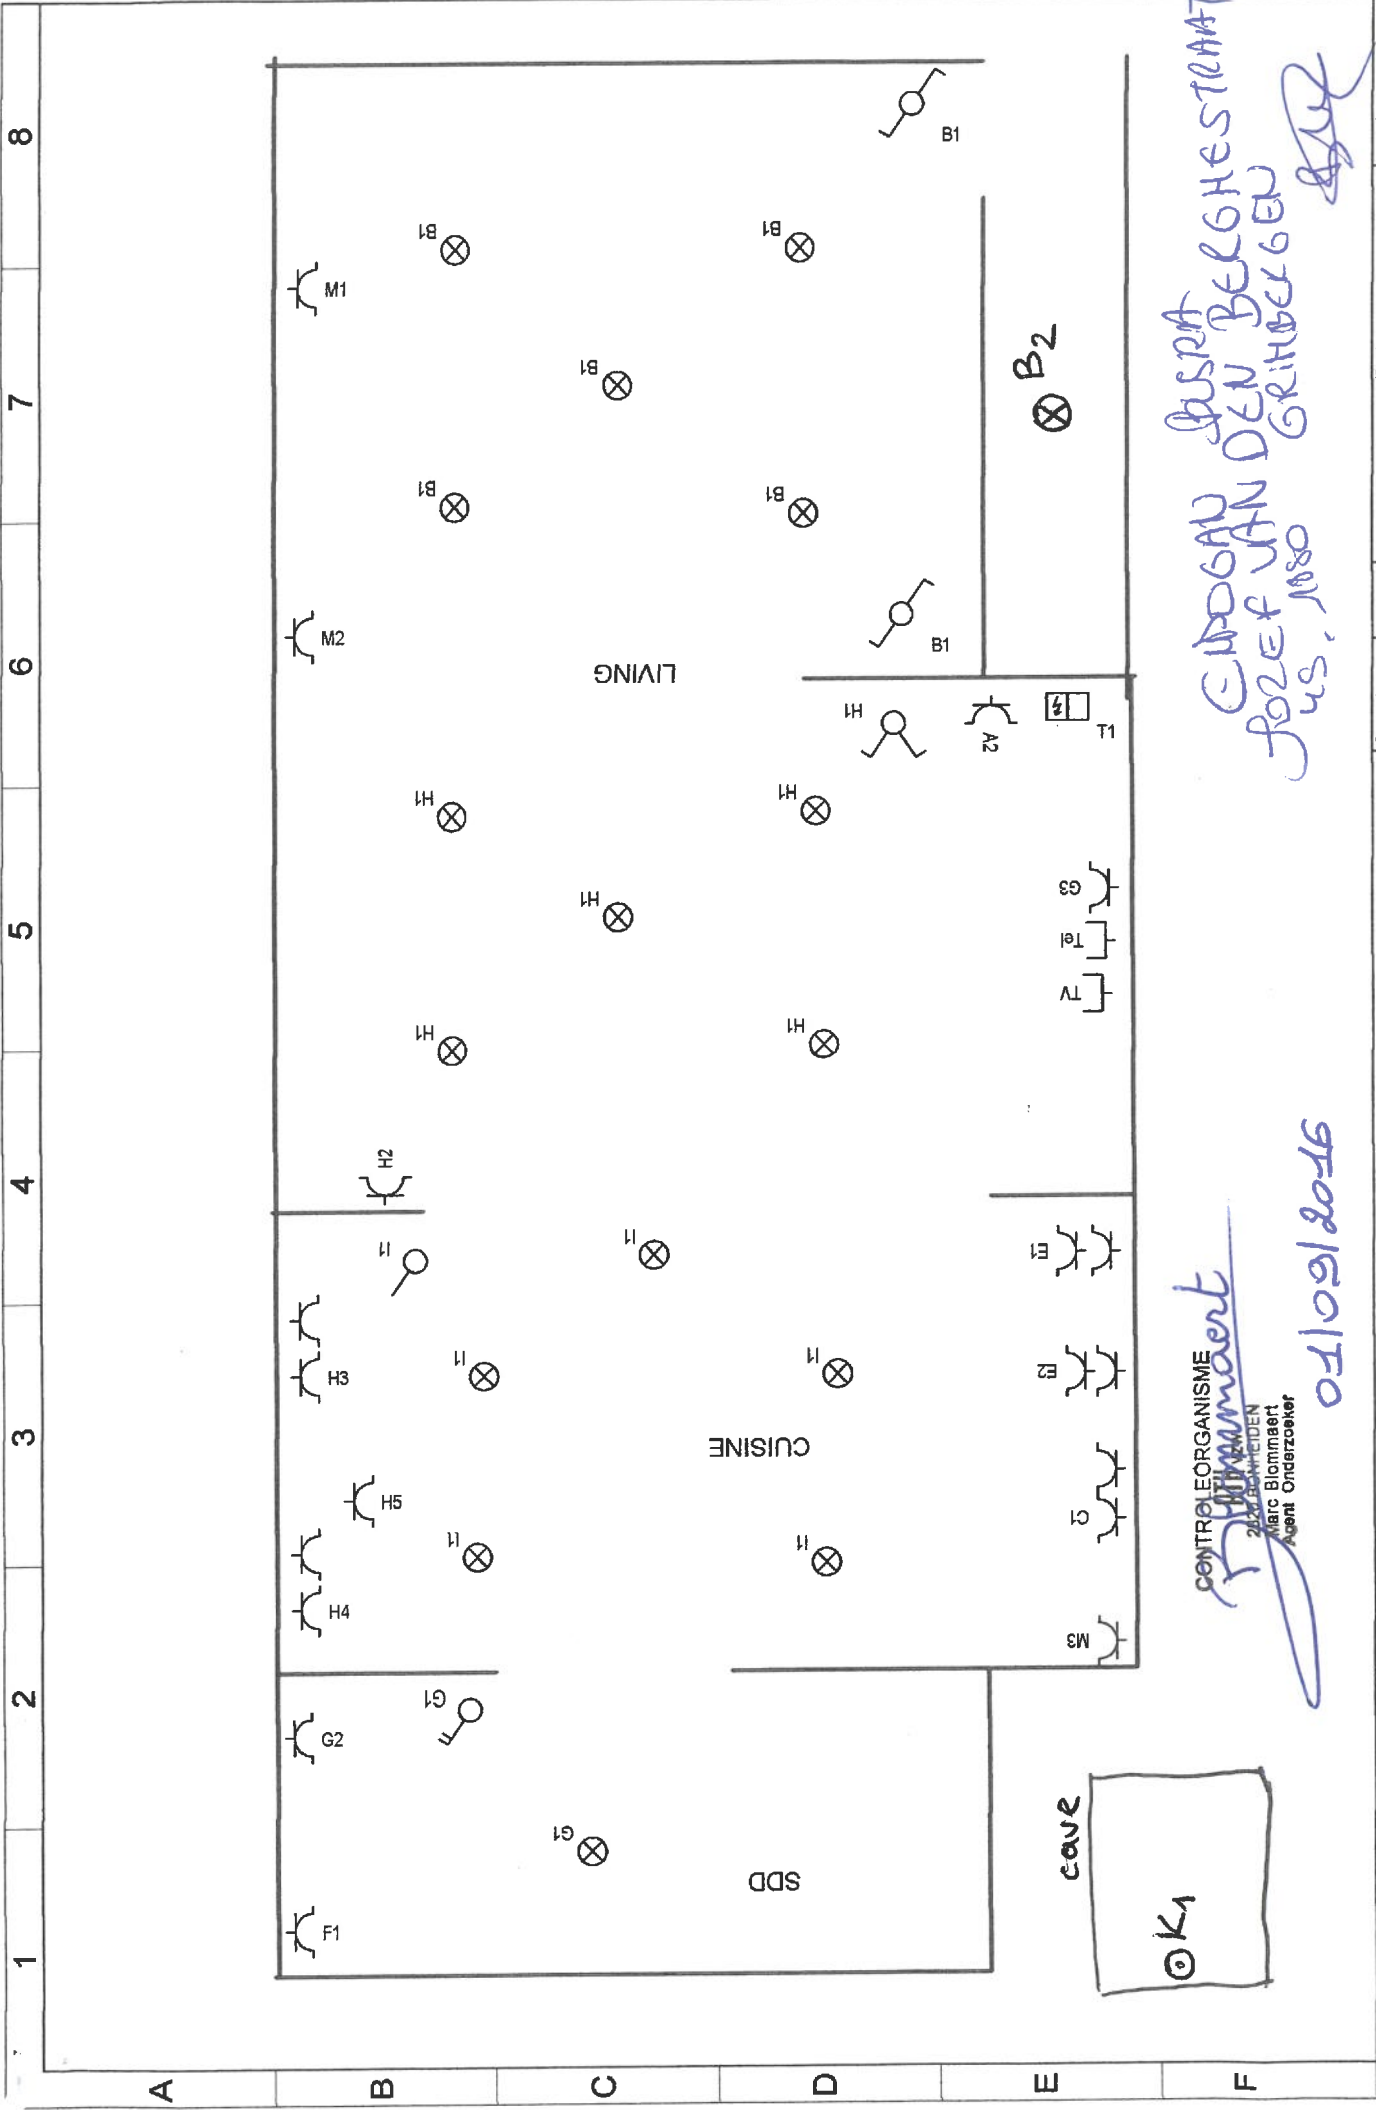 1 2 3 4 5 6 7 8
A
B
C
D
E
F
F1
G2
G1
G1
SDD
H4
H5
H3
I1
I1
I1
I1
I1
I1
CUISINE
M3
C1
E2
E1
H2
H1
H1
H1
H1
H1
H1
TV
Tel
G3
A2
T1
LIVING
M2
M1
B1
B1
B1
B1
B1
B1
B1
B2
cave
K1
CONTROLEORGANISME
Marc Blommaert
Agent Onderzoeker
01/09/2016
JOZEF VAN DEN BERGHESTRAAT